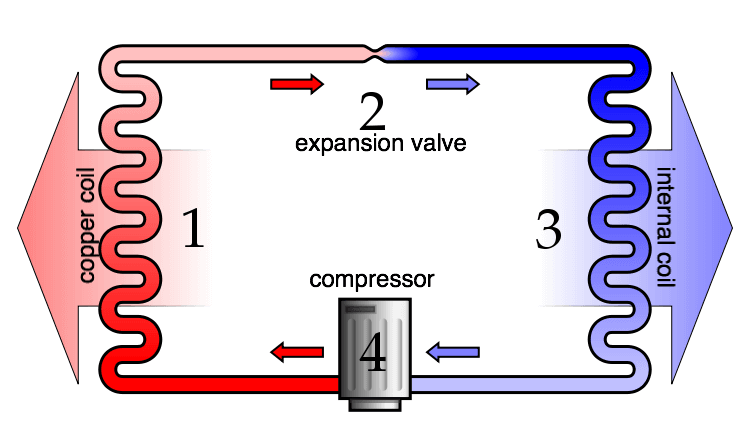 2
expansion valve
copper coil
1
3
internal coil
compressor
4